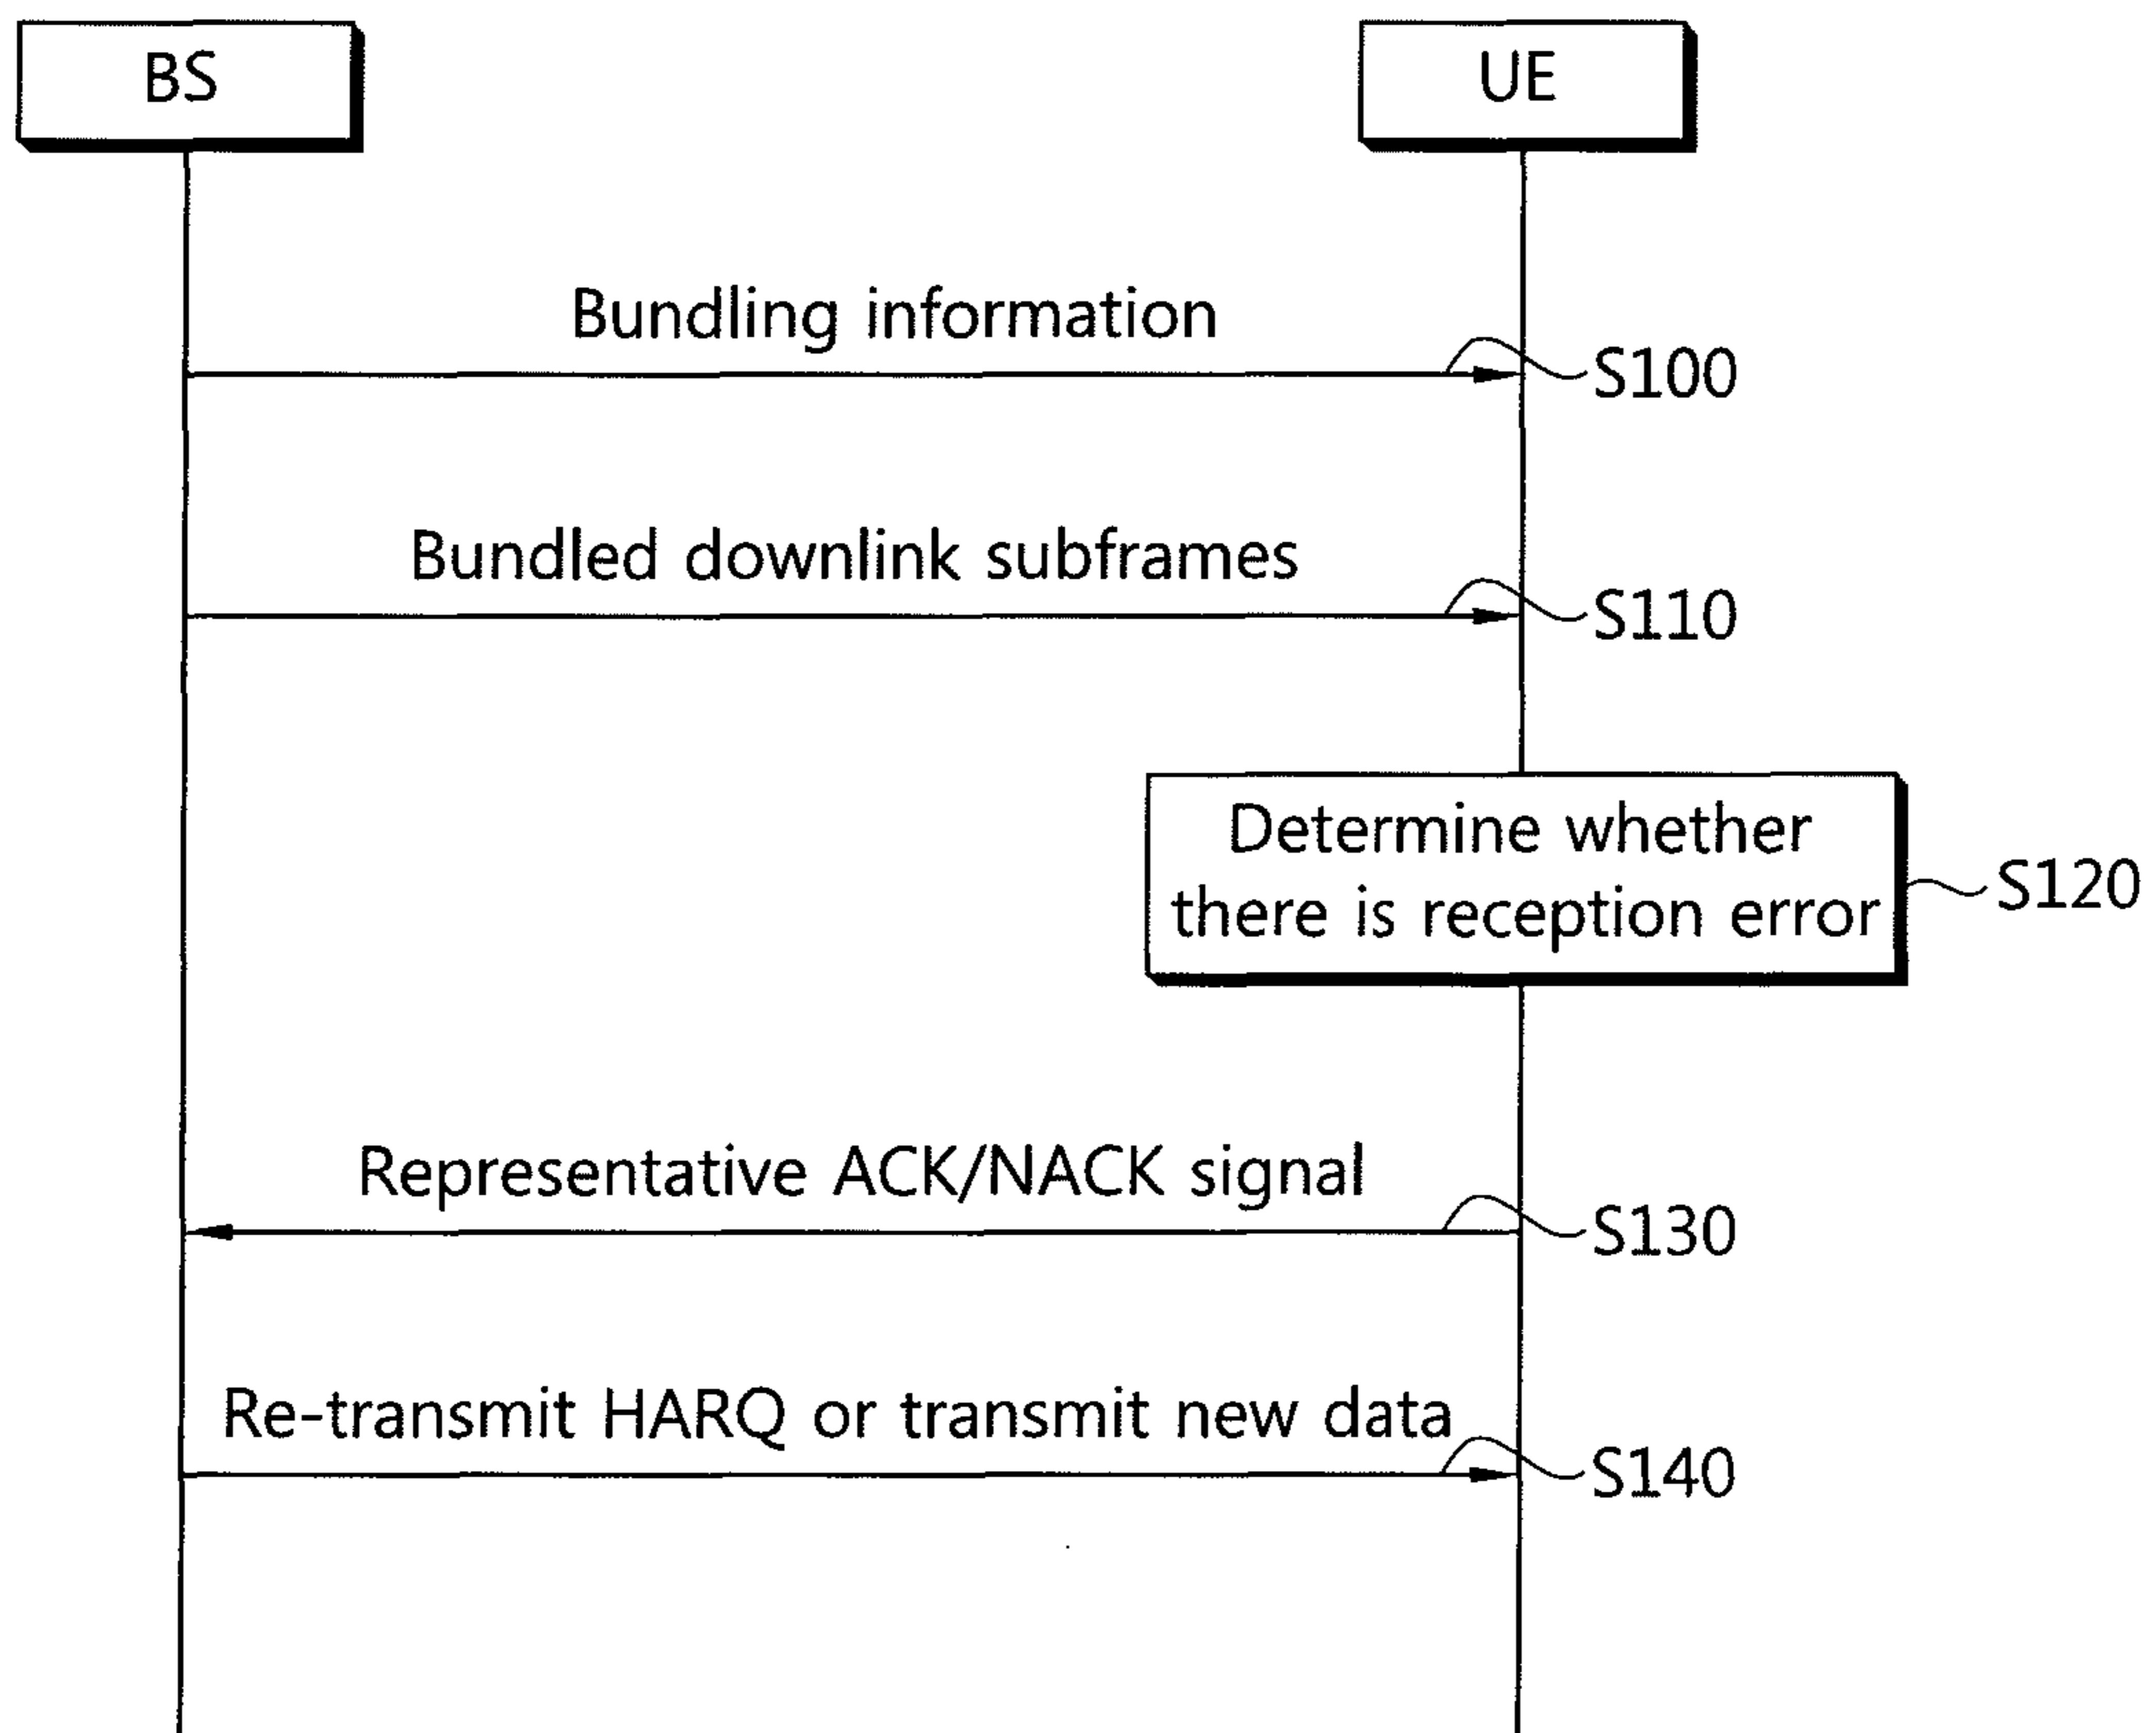 BS
UE
Bundling information
S100
Bundled downlink subframes
S110
Determine whether
there is reception error
S120
Representative ACK/NACK signal
S130
Re-transmit HARQ or transmit new data
S140